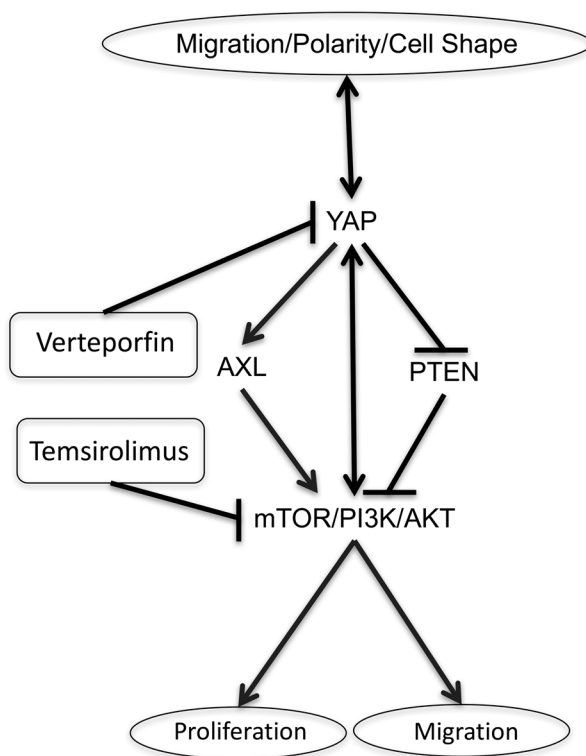 Migration/Polarity/Cell Shape
YAP
Verteporfin
AXL
PTEN
Temsirolimus
mTOR/PI3K/AKT
Proliferation
Migration